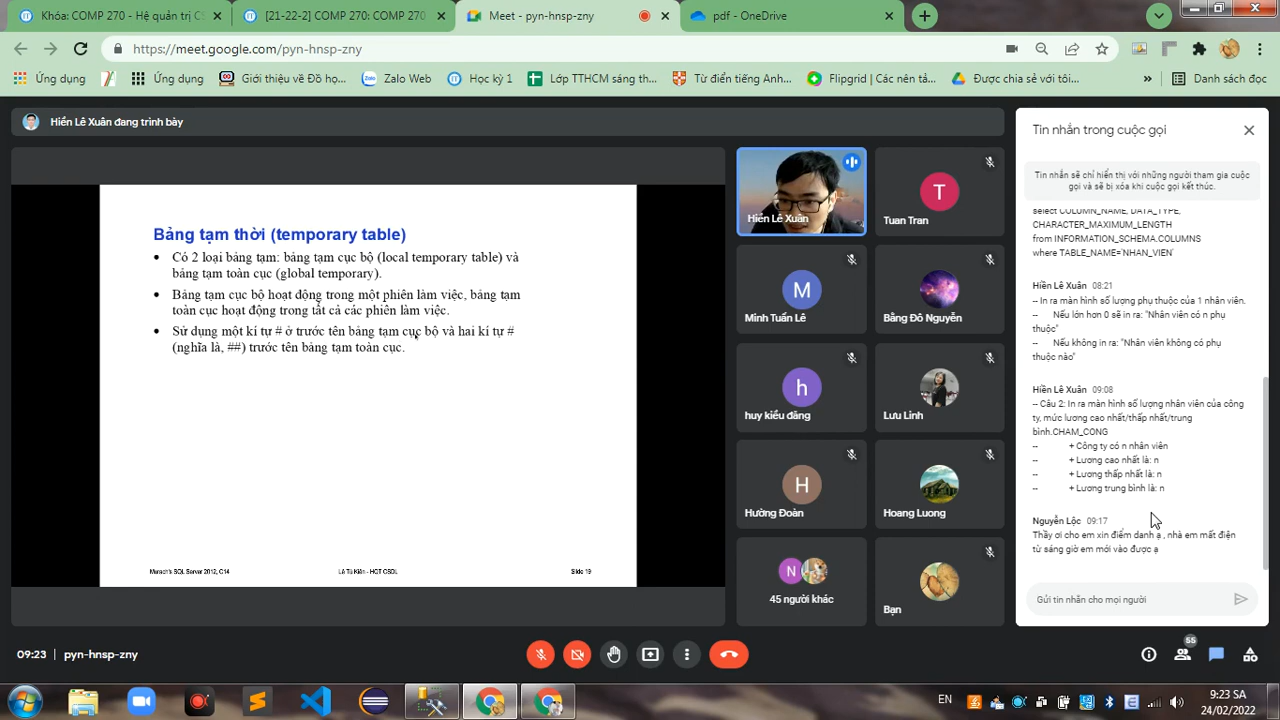 Khóa: COMP 270 - Hệ quản trị CS
[21-22-2] COMP 270: COMP 270
Meet - pyn-hnsp-zny
pdf - OneDrive
https://meet.google.com/pyn-hnsp-zny
Ứng dụng
Ứng dụng
Giới thiệu về Đồ họ...
Zalo Web
Học kỳ 1
Lớp TTHCM sáng th...
Từ điển tiếng Anh...
Flipgrid | Các nền tả...
Được chia sẻ với tôi...
»
Danh sách đọc
Hiển Lê Xuân đang trình bày
Bảng tạm thời (temporary table)
• Có 2 loại bảng tạm: bảng tạm cục bộ (local temporary table) và
bảng tạm toàn cục (global temporary).
• Bảng tạm cục bộ hoạt động trong một phiên làm việc, bảng tạm
toàn cục hoạt động trong tất cả các phiên làm việc.
• Sử dụng một kí tự # ở trước tên bảng tạm cục bộ và hai kí tự #
(nghĩa là, ##) trước tên bảng tạm toàn cục.
Murach's SQL Server 2012, C14
Lê Tú Kiên - HQT CSDL
Slide 19
Hiển Lê Xuân
T
Tuan Tran
M
Minh Tuấn Lê
Bằng Đô Nguyễn
h
huy kiều đăng
Lưu Linh
H
Hường Đoàn
Hoang Luong
N
45 người khác
Bạn
Tin nhắn trong cuộc gọi
Tin nhắn sẽ chỉ hiển thị với những người tham gia cuộc
gọi và sẽ bị xóa khi cuộc gọi kết thúc.
select COLUMN_NAME, DATA_TYPE,
CHARACTER_MAXIMUM_LENGTH
from INFORMATION_SCHEMA.COLUMNS
where TABLE_NAME='NHAN_VIEN'
Hiển Lê Xuân 08:21
-- In ra màn hình số lượng phụ thuộc của 1 nhân viên.
-- Nếu lớn hơn 0 sẽ in ra: "Nhân viên có n phụ
thuộc"
-- Nếu không in ra: "Nhân viên không có phụ
thuộc nào"
Hiển Lê Xuân 09:08
-- Câu 2: In ra màn hình số lượng nhân viên của công
ty, mức lương cao nhất/thấp nhất/trung
bình.CHAM_CONG
-- + Công ty có n nhân viên
-- + Lương cao nhất là: n
-- + Lương thấp nhất là: n
-- + Lương trung bình là: n
Nguyễn Lộc 09:17
Thầy ơi cho em xin điểm danh ạ , nhà em mất điện
từ sáng giờ em mới vào được ạ
Gửi tin nhắn cho mọi người
09:23 | pyn-hnsp-zny
55
EN
9:23 SA
24/02/2022